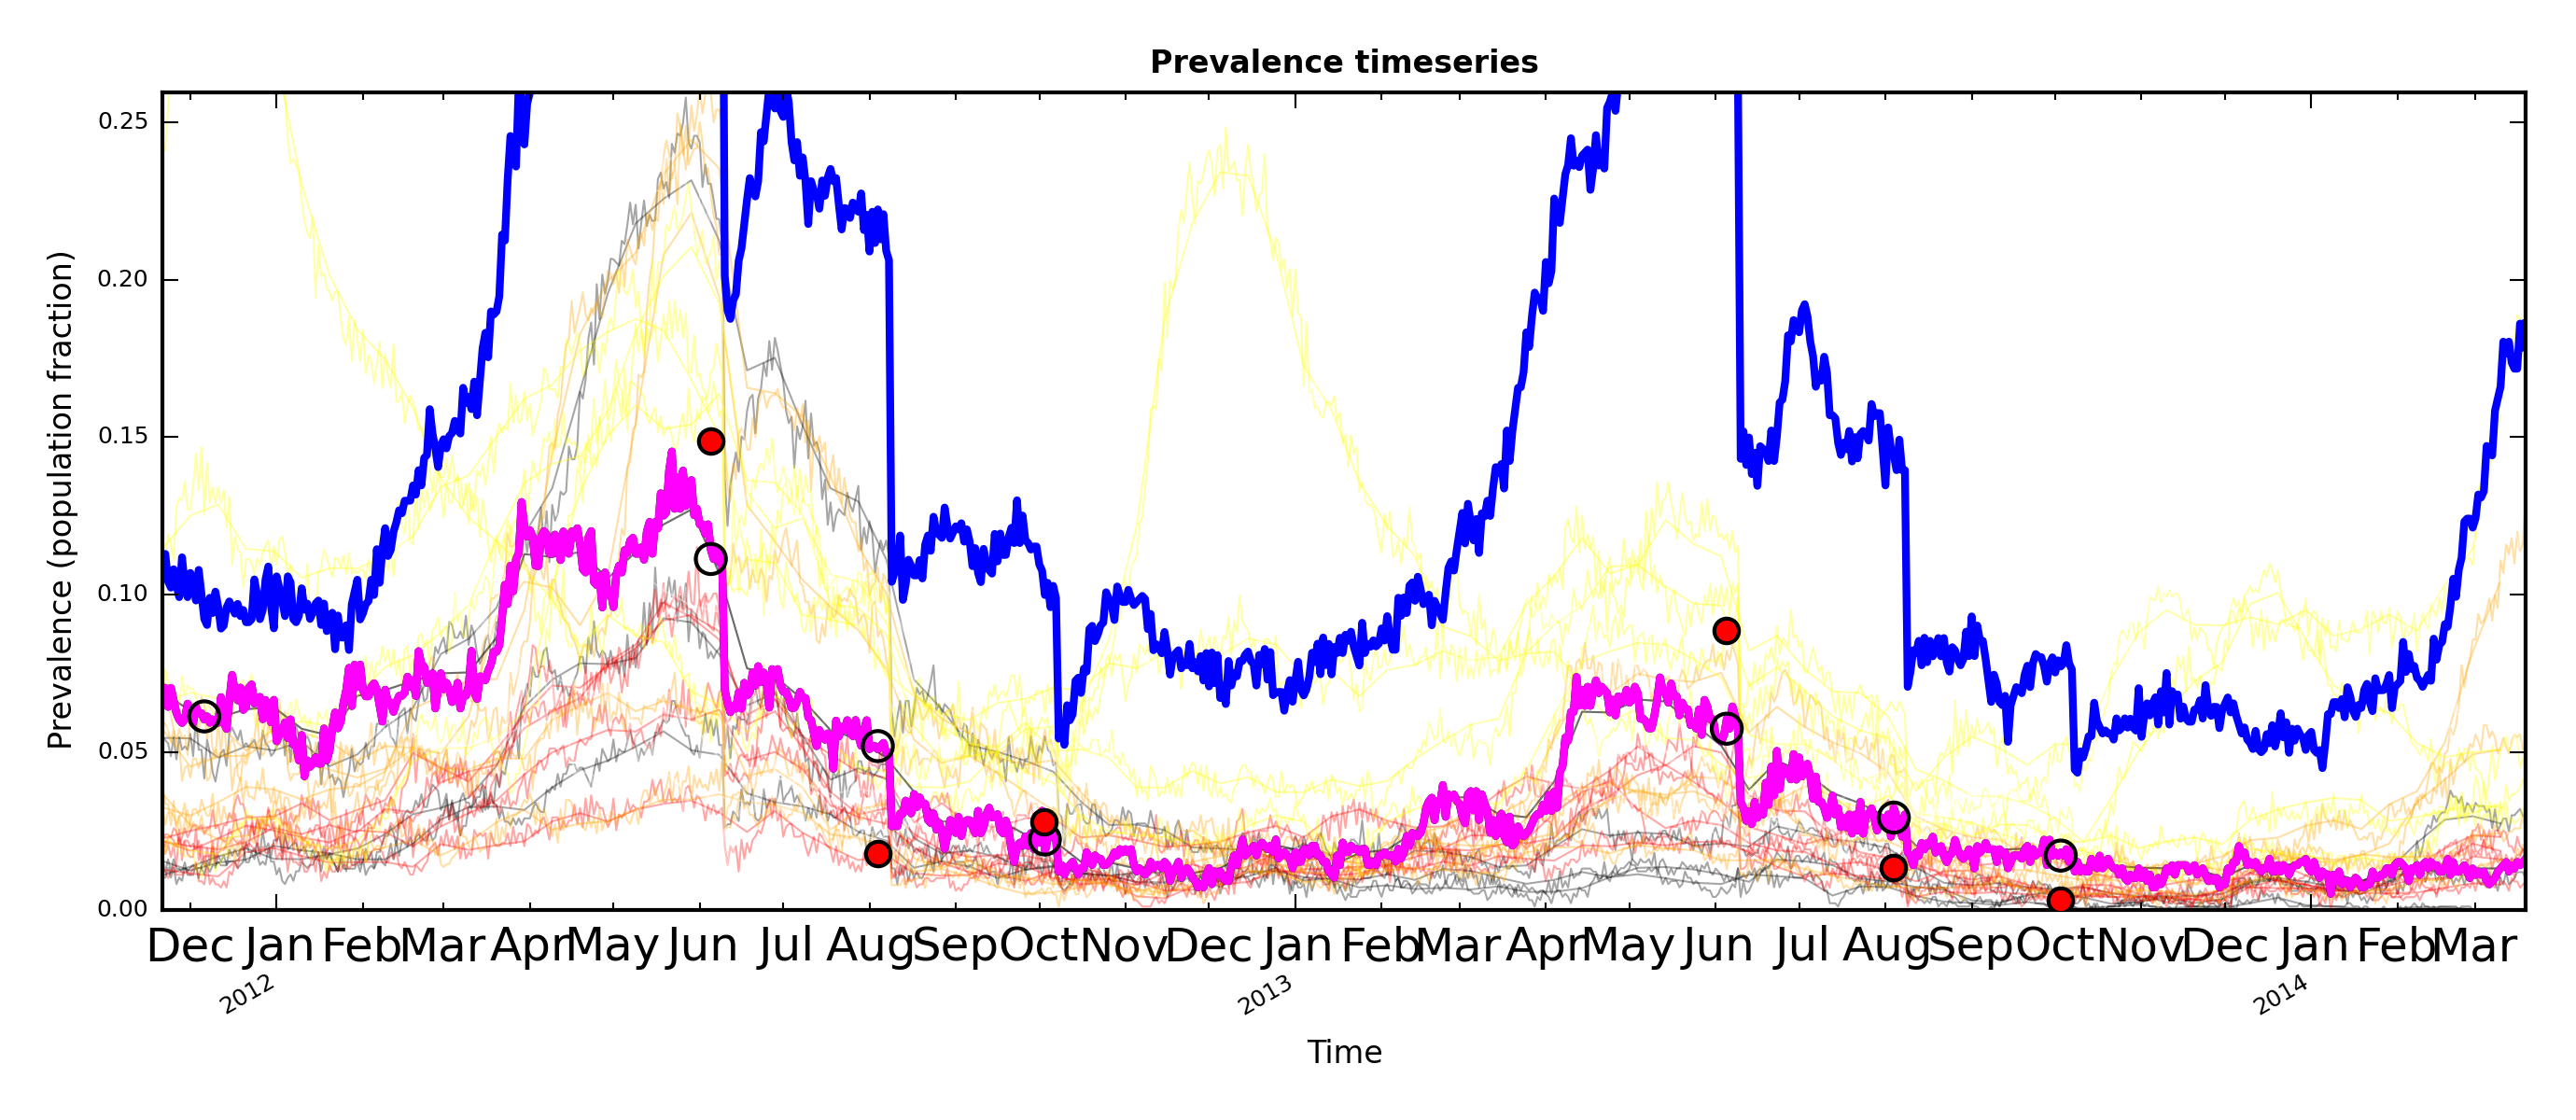 Prevalence timeseries
Prevalence (population fraction)
0.25
0.20
0.15
0.10
0.05
0.00
Dec Jan Feb Mar Apr May Jun Jul Aug Sep Oct Nov Dec Jan Feb Mar Apr May Jun Jul Aug Sep Oct Nov Dec Jan Feb Mar
2012 2013 2014
Time